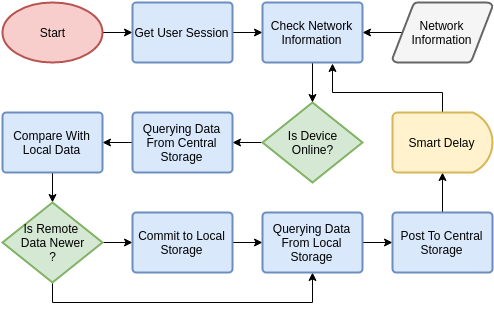 Start
Get User Session
Check Network
Information
Network
Information
Is Device
Online?
Querying Data
From Central
Storage
Compare With
Local Data
Smart Delay
Is Remote
Data Newer
?
Commit to Local
Storage
Querying Data
From Local
Storage
Post To Central
Storage